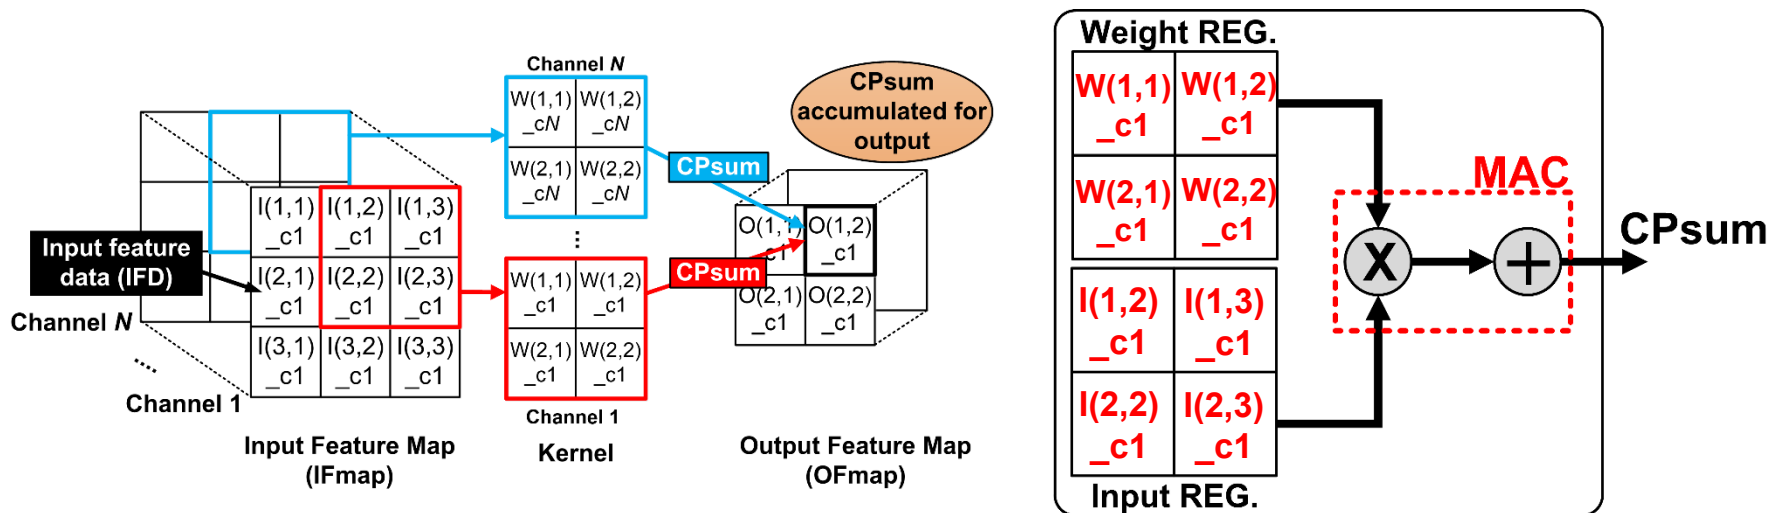 Channel N
W(1,1)
_cN
W(1,2)
_cN
W(2,1)
_cN
W(2,2)
_cN
CPsum
accumulated for
output
CPsum
I(1,1)
_c1
I(1,2)
_c1
I(1,3)
_c1
Input feature
data (IFD)
I(2,1)
_c1
I(2,2)
_c1
I(2,3)
_c1
I(3,1)
_c1
I(3,2)
_c1
I(3,3)
_c1
Channel N
...
Channel 1
Input Feature Map
(IFmap)
...
W(1,1)
_c1
W(1,2)
_c1
W(2,1)
_c1
W(2,2)
_c1
Channel 1
Kernel
CPsum
O(1,1)
_c1
O(1,2)
_c1
O(2,1)
_c1
O(2,2)
_c1
Output Feature Map
(OFmap)
Weight REG.
W(1,1)
_c1
W(1,2)
_c1
W(2,1)
_c1
W(2,2)
_c1
I(1,2)
_c1
I(1,3)
_c1
I(2,2)
_c1
I(2,3)
_c1
Input REG.
MAC
X
+
CPsum